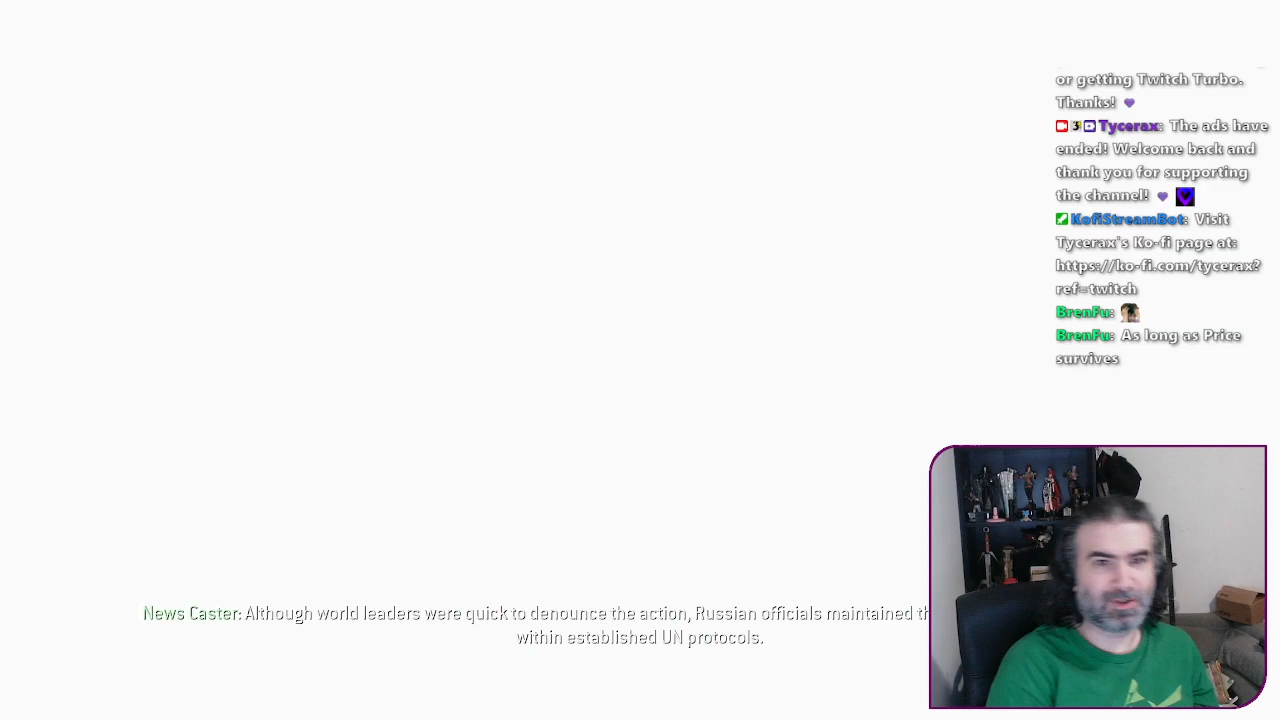 or getting Twitch Turbo.
Thanks!
Tycerax: The ads have
ended! Welcome back and
thank you for supporting
the channel!
KofiStreamBot: Visit
Tycerax's Ko-fi page at:
https://ko-fi.com/tycerax?
ref=twitch
BrenFu:
BrenFu: As long as Price
survives
News Caster: Although world leaders were quick to denounce the action, Russian officials maintained
within established UN protocols.